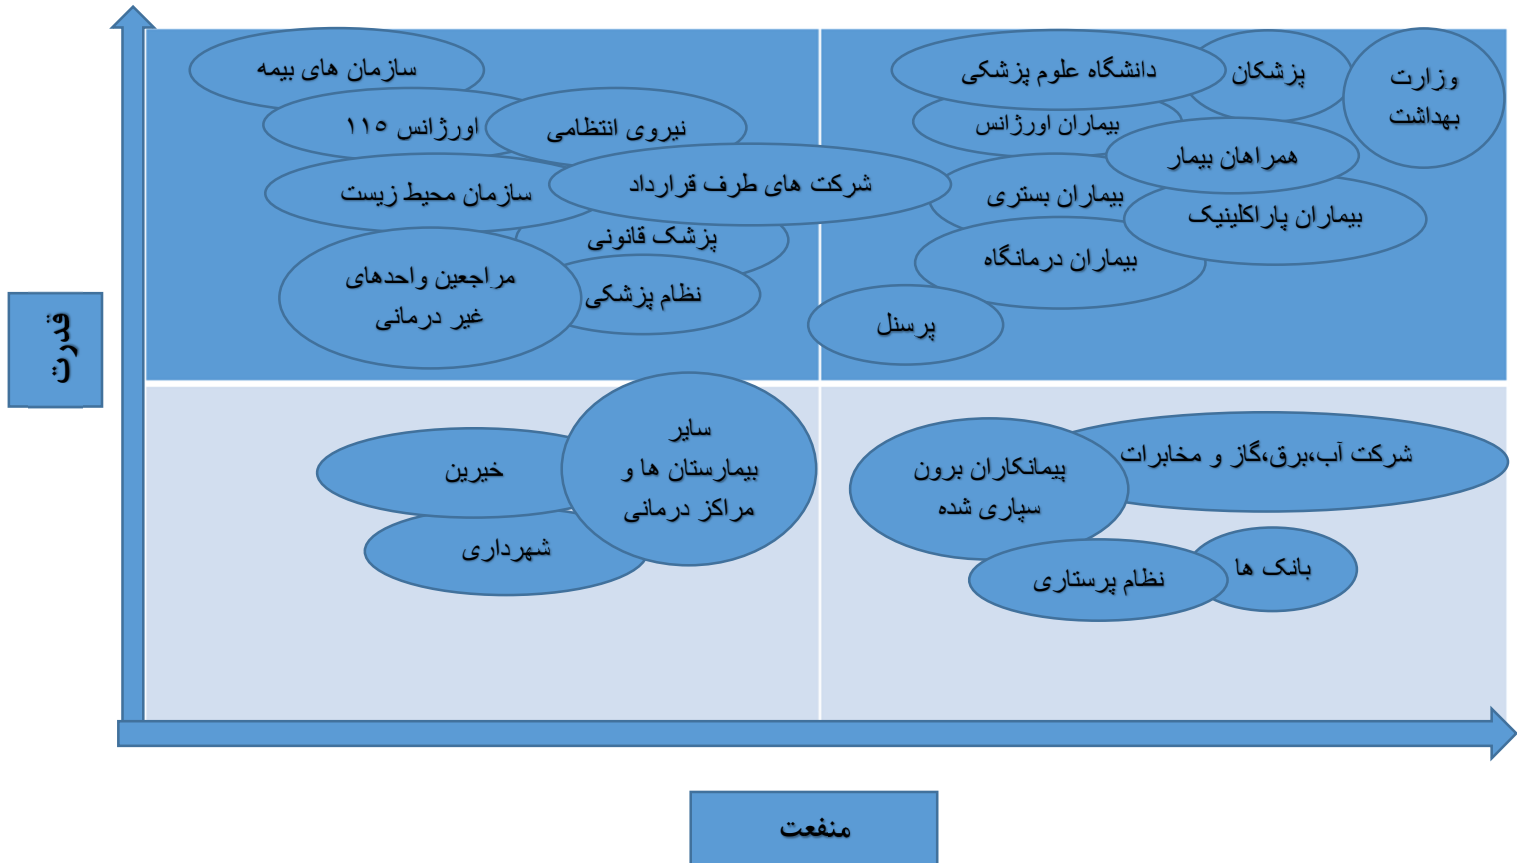 وزارت
بهداشت
پزشکان
دانشگاه علوم پزشکی
بیماران اورژانس
همراهان بیمار
بیماران بستری
بیماران پاراکلینیک
بیماران درمانگاه
پرسنل
سازمان های بیمه
نیروی انتظامی
اورژانس ۱۱۵
شرکت های طرف قرارداد
سازمان محیط زیست
پزشک قانونی
نظام پزشکی
مراجعین واحدهای
غیر درمانی
قدرت
شرکت آب،برق،گاز و مخابرات
پیمانکاران برون
سپاری شده
بانک ها
نظام پرستاری
سایر
بیمارستان ها و
مراکز درمانی
خیرین
شهرداری
منفعت